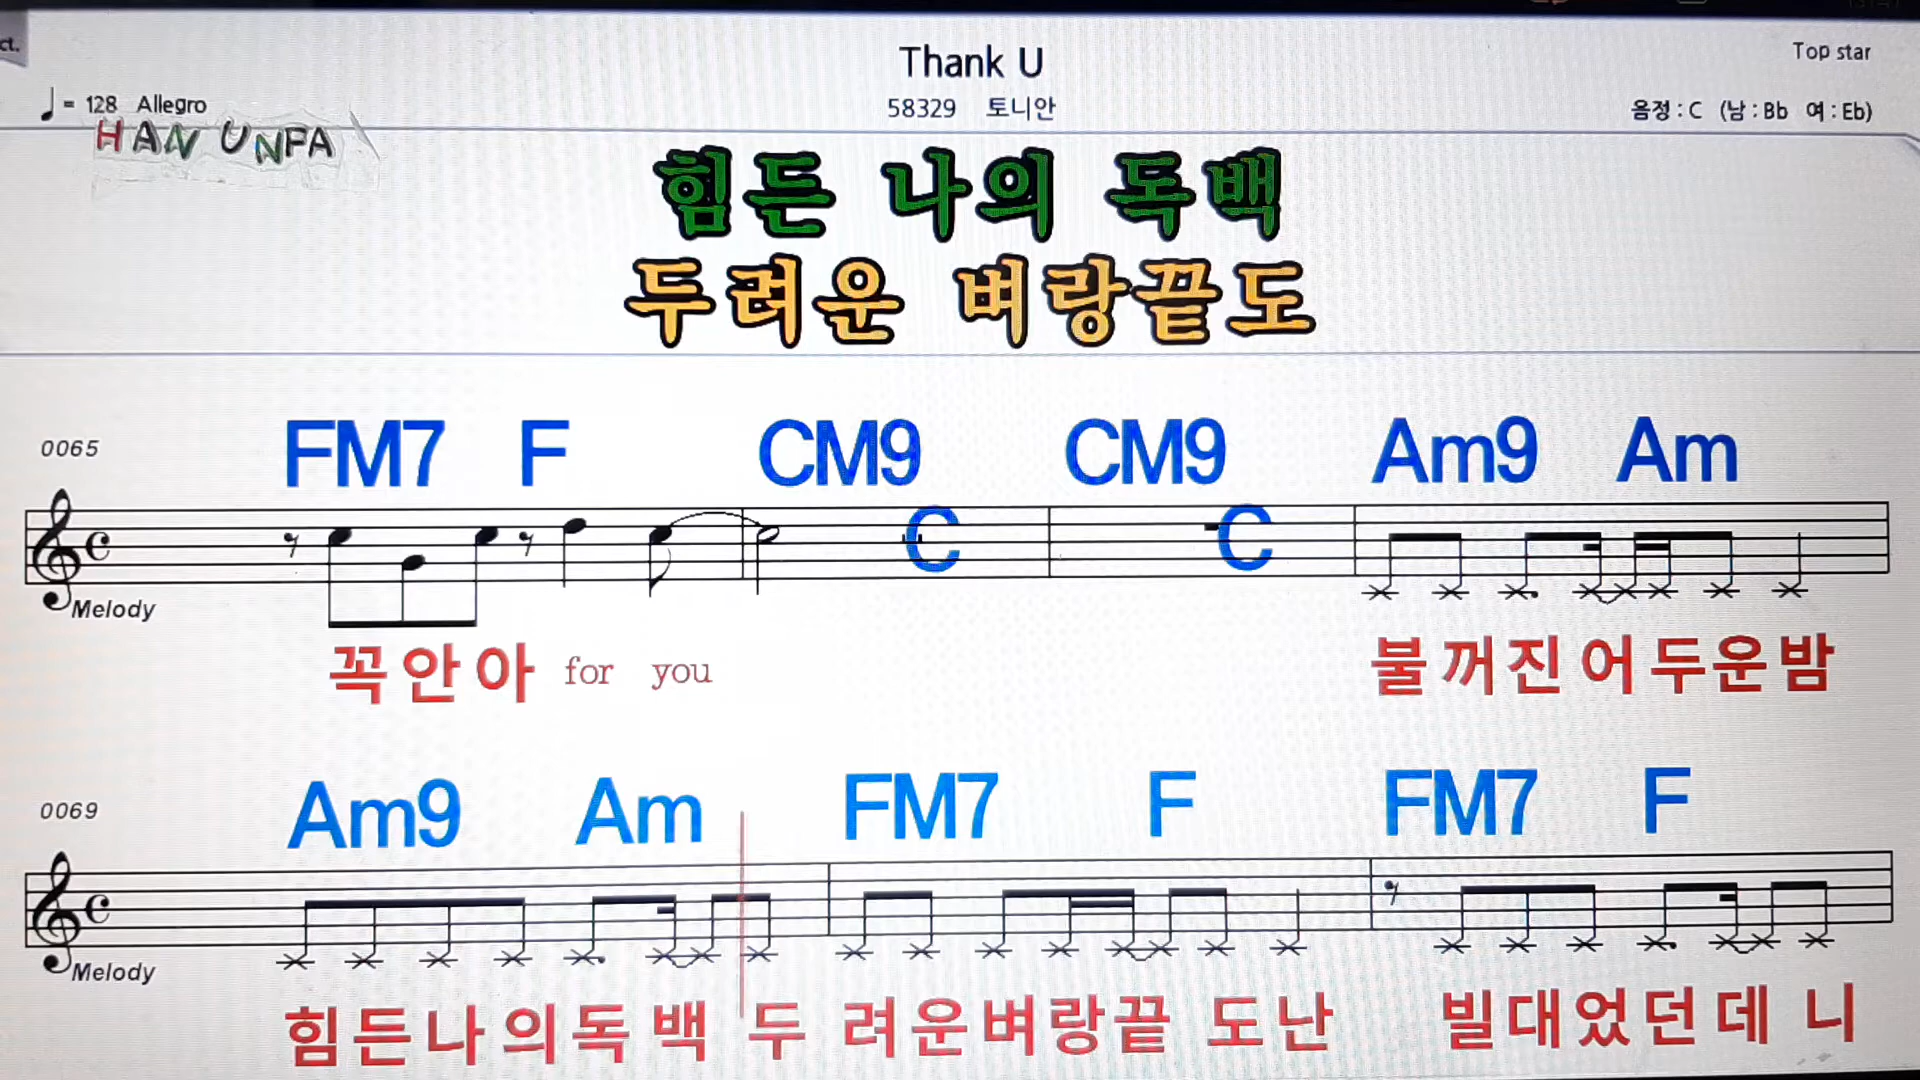 ct.
Thank U
Top star
♩= 128 Allegro
58329 토니안
음정 : C (남 : Bb 여 : Eb)
HAN UNFA
힘든 나의 독백
두려운 벼랑끝도
0065
FM7 F CM9 C CM9 C Am9 Am
Melody
꼭안아 for you 불꺼진어두운밤
0069
Am9 Am FM7 F FM7 F
Melody
힘든나의독백 두 려운벼랑끝 도난 빌대었던데 니